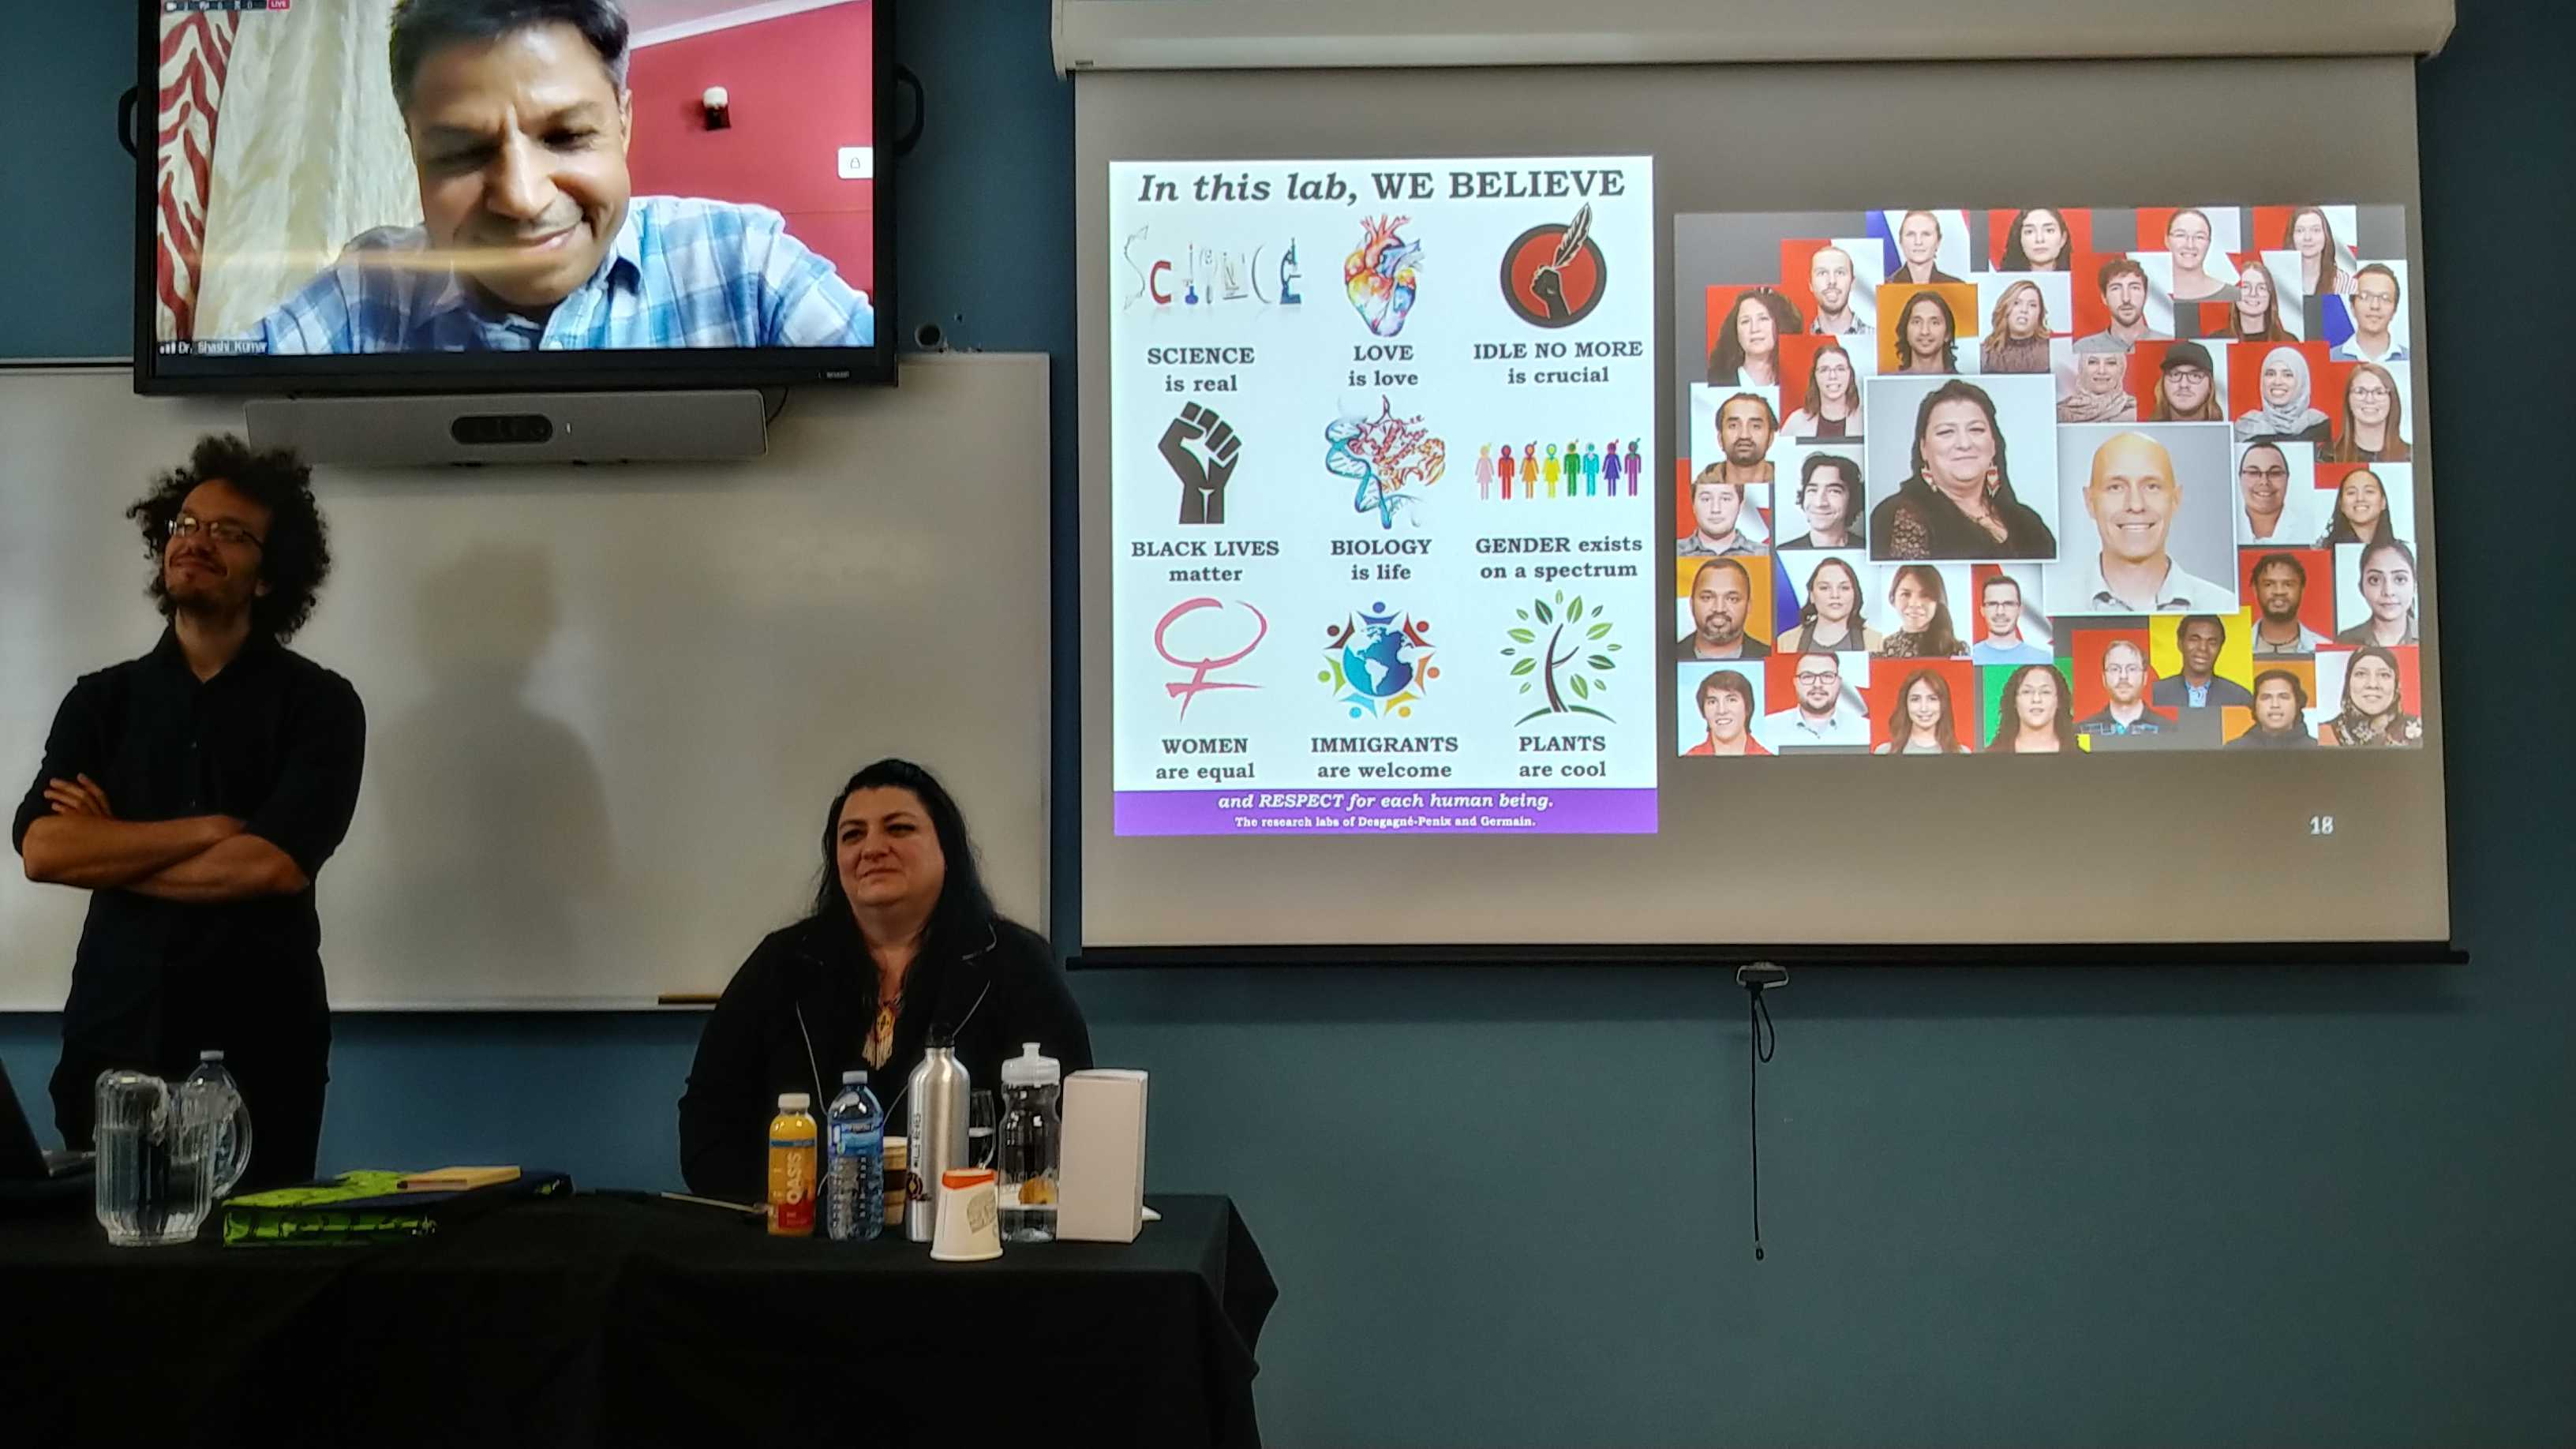 LIVE
Dr. Shashi Kumar
In this lab, WE BELIEVE
SCIENCE
SCIENCE
is real
LOVE
is love
IDLE NO MORE
is crucial
BLACK LIVES
matter
BIOLOGY
is life
GENDER exists
on a spectrum
WOMEN
are equal
IMMIGRANTS
are welcome
PLANTS
are cool
and RESPECT for each human being.
The research labs of Desgagné-Penix and Germain.
18
OASIS